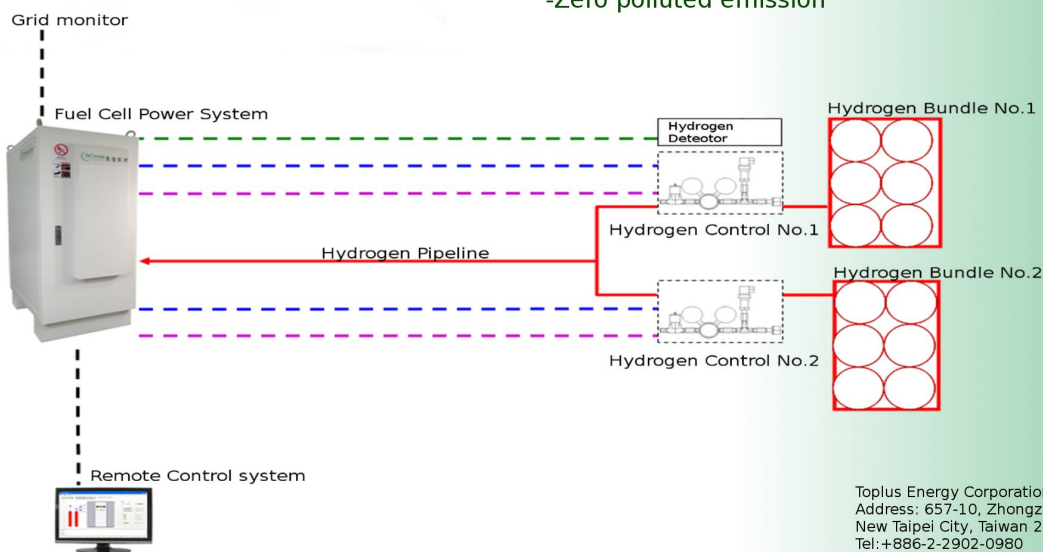 -Zero polluted emission
Grid monitor
Fuel Cell Power System
Hydrogen Bundle No.1
Hydrogen
Deteotor
Hydrogen Control No.1
Hydrogen Pipeline
Hydrogen Bundle No.2
Hydrogen Control No.2
Remote Control system
Toplus Energy Corporation
Address: 657-10, Zhongz
New Taipei City, Taiwan 2
Tel:+886-2-2902-0980